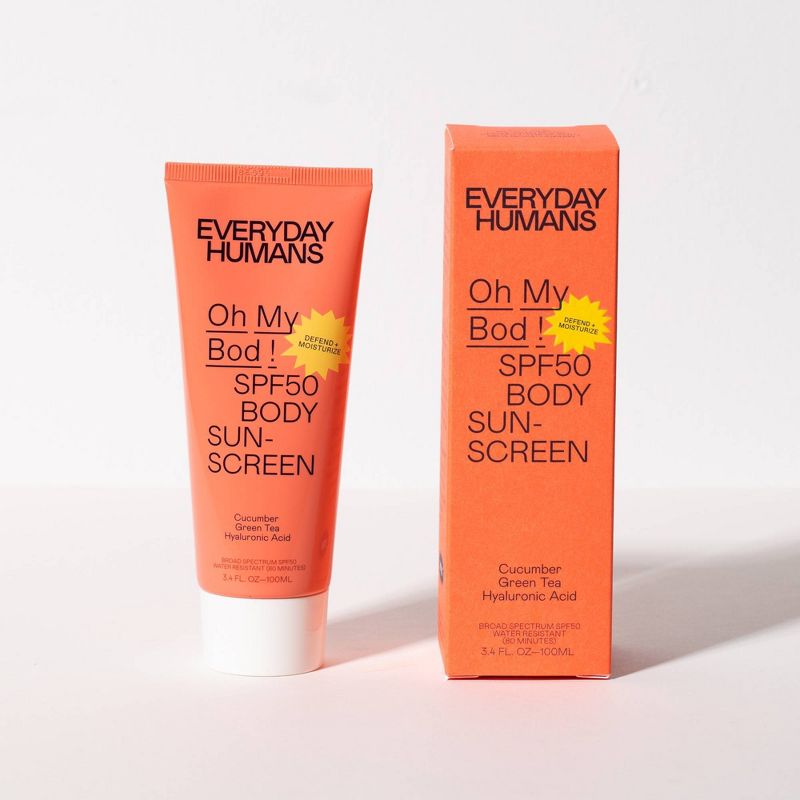 EVERYDAY
HUMANS
Oh My
Bod !
DEFEND +
MOISTURIZE
SPF50
BODY
SUN-
SCREEN
Cucumber
Green Tea
Hyaluronic Acid
BROAD SPECTRUM SPF50
WATER RESISTANT (80 MINUTES)
3.4 FL. OZ—100ML
EVERYDAY
HUMANS
Oh My
Bod !
DEFEND +
MOISTURIZE
SPF50
BODY
SUN-
SCREEN
Cucumber
Green Tea
Hyaluronic Acid
BROAD SPECTRUM SPF50
WATER RESISTANT
(80 MINUTES)
3.4 FL. OZ—100ML